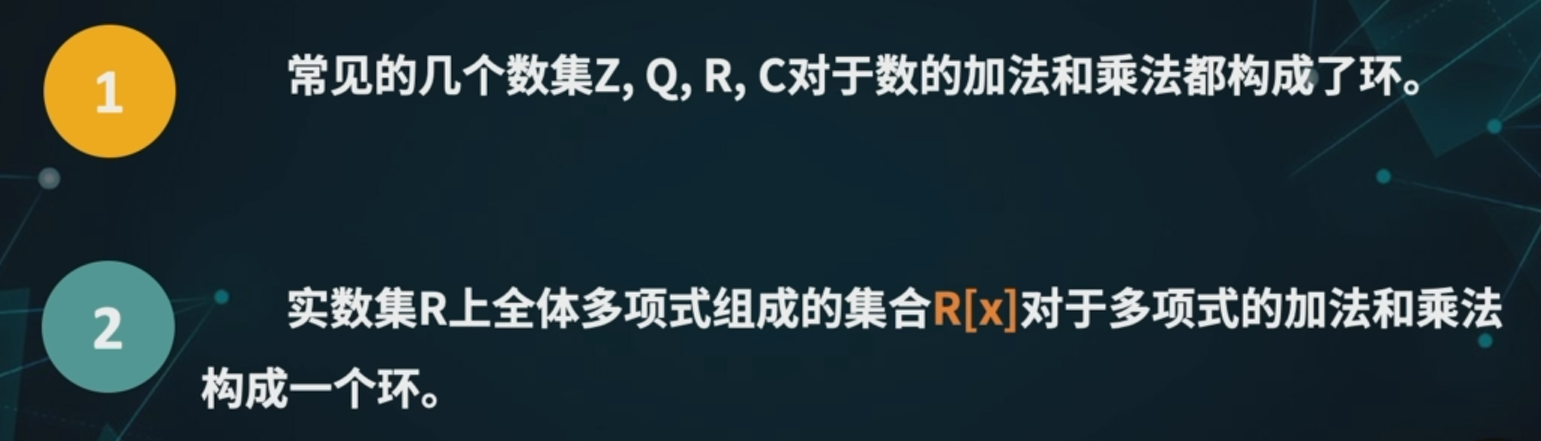 1
常见的几个数集Z, Q, R, C对于数的加法和乘法都构成了环。
2
实数集R上全体多项式组成的集合R[x]对于多项式的加法和乘法
构成一个环。